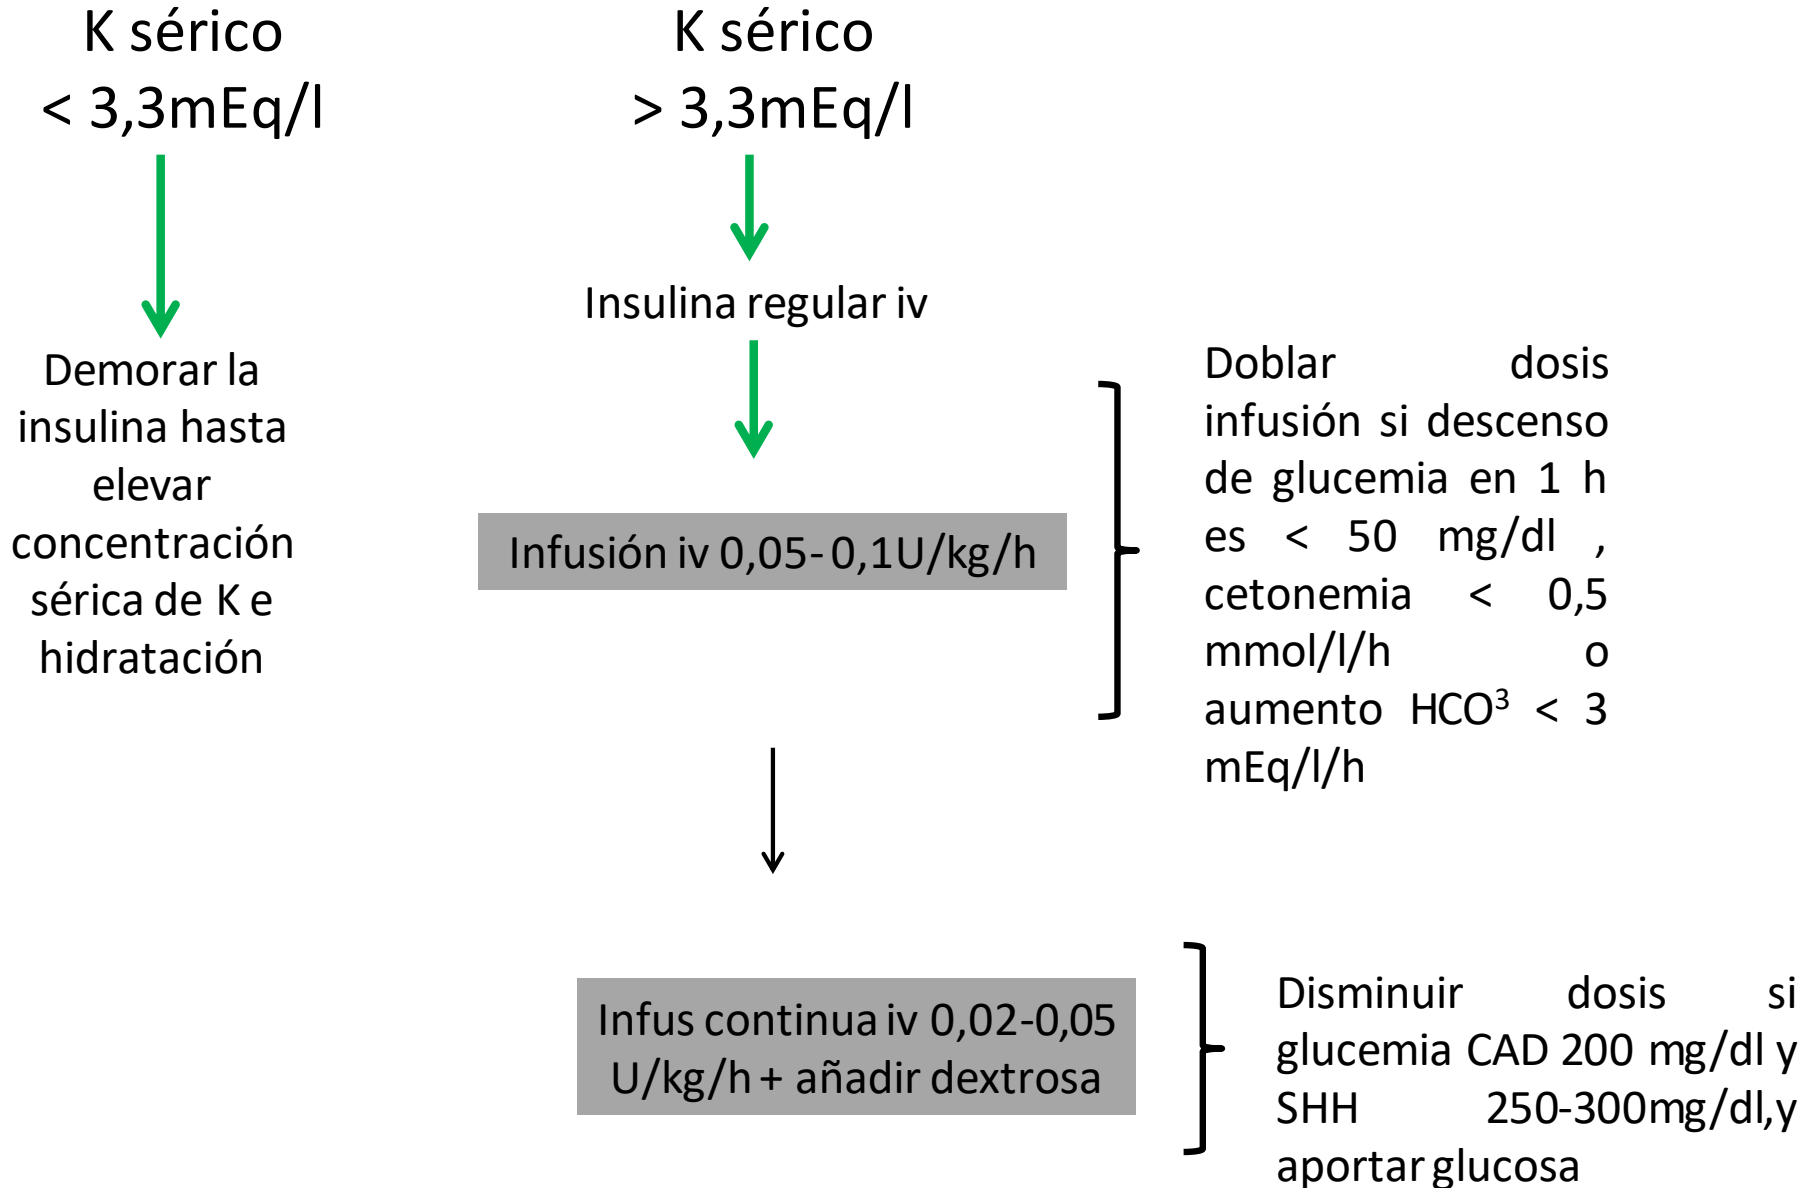 K sérico
< 3,3mEq/l
K sérico
> 3,3mEq/l
Insulina regular iv
Demorar la
insulina hasta
elevar
concentración
sérica de K e
hidratación
Infusión iv 0,05- 0,1U/kg/h
Doblar dosis
infusión si descenso
de glucemia en 1 h
es < 50 mg/dl ,
cetonemia < 0,5
mmol/l/h o
aumento HCO³ < 3
mEq/l/h
Infus continua iv 0,02-0,05
U/kg/h + añadir dextrosa
Disminuir dosis si
glucemia CAD 200 mg/dl y
SHH 250-300mg/dl,y
aportar glucosa